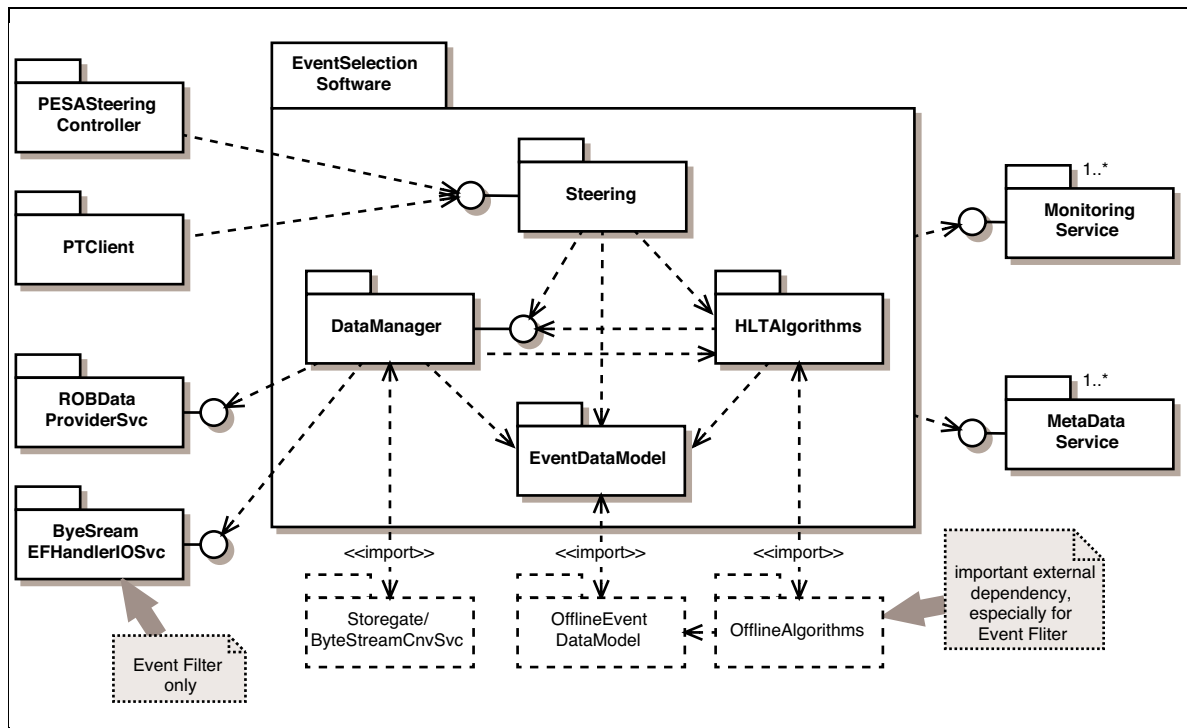 EventSelection
Software
PESASteering
Controller
Steering
1..*
Monitoring
Service
PTClient
DataManager
HLTAlgorithms
ROBData
ProviderSvc
1..*
MetaData
Service
EventDataModel
ByeSream
EFHandlerIOSvc
<<import>>
<<import>>
<<import>>
important external
dependency,
especially for
Event Fliter
Storegate/
ByteStreamCnvSvc
OfflineEvent
DataModel
OfflineAlgorithms
Event Filter
only